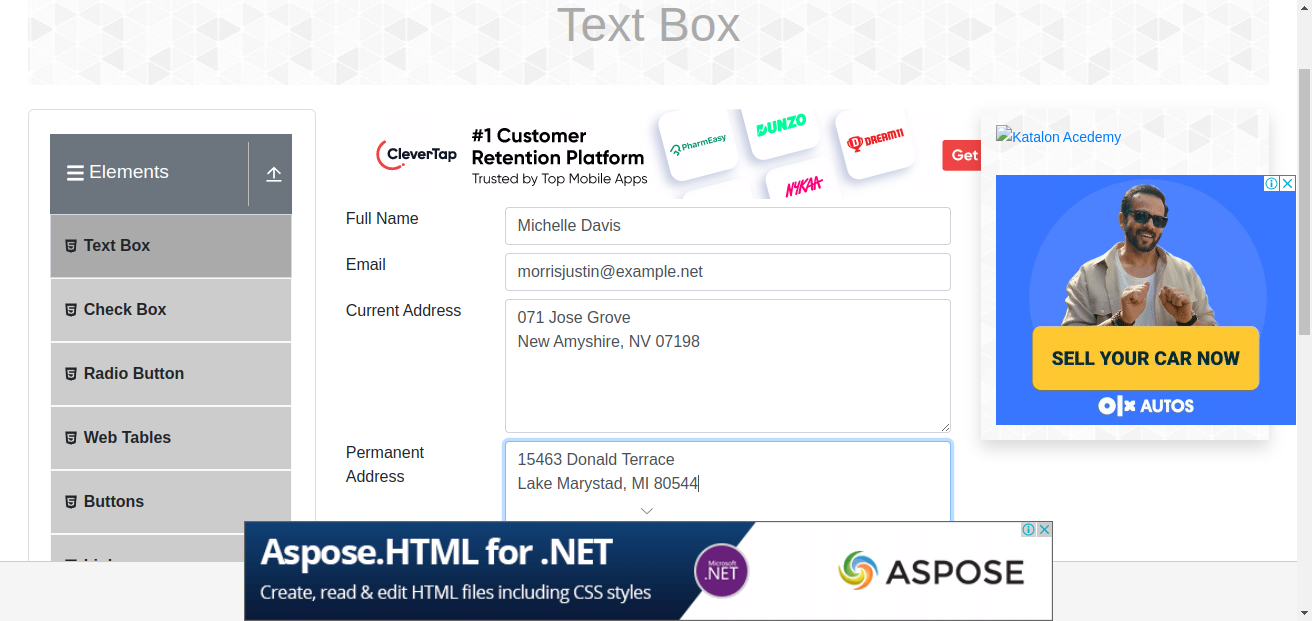 Text Box
Elements
Text Box
Check Box
Radio Button
Web Tables
Buttons
CleverTap
#1 Customer
Retention Platform
Trusted by Top Mobile Apps
PharmEasy
DUNZO
DREAM11
NYKAA
Get
Full Name
Michelle Davis
Email
morrisjustin@example.net
Current Address
071 Jose Grove
New Amyshire, NV 07198
Permanent
Address
15463 Donald Terrace
Lake Marystad, MI 80544
Katalon Acedemy
SELL YOUR CAR NOW
olx AUTOS
Aspose.HTML for .NET
Create, read & edit HTML files including CSS styles
Microsoft
.NET
ASPOSE